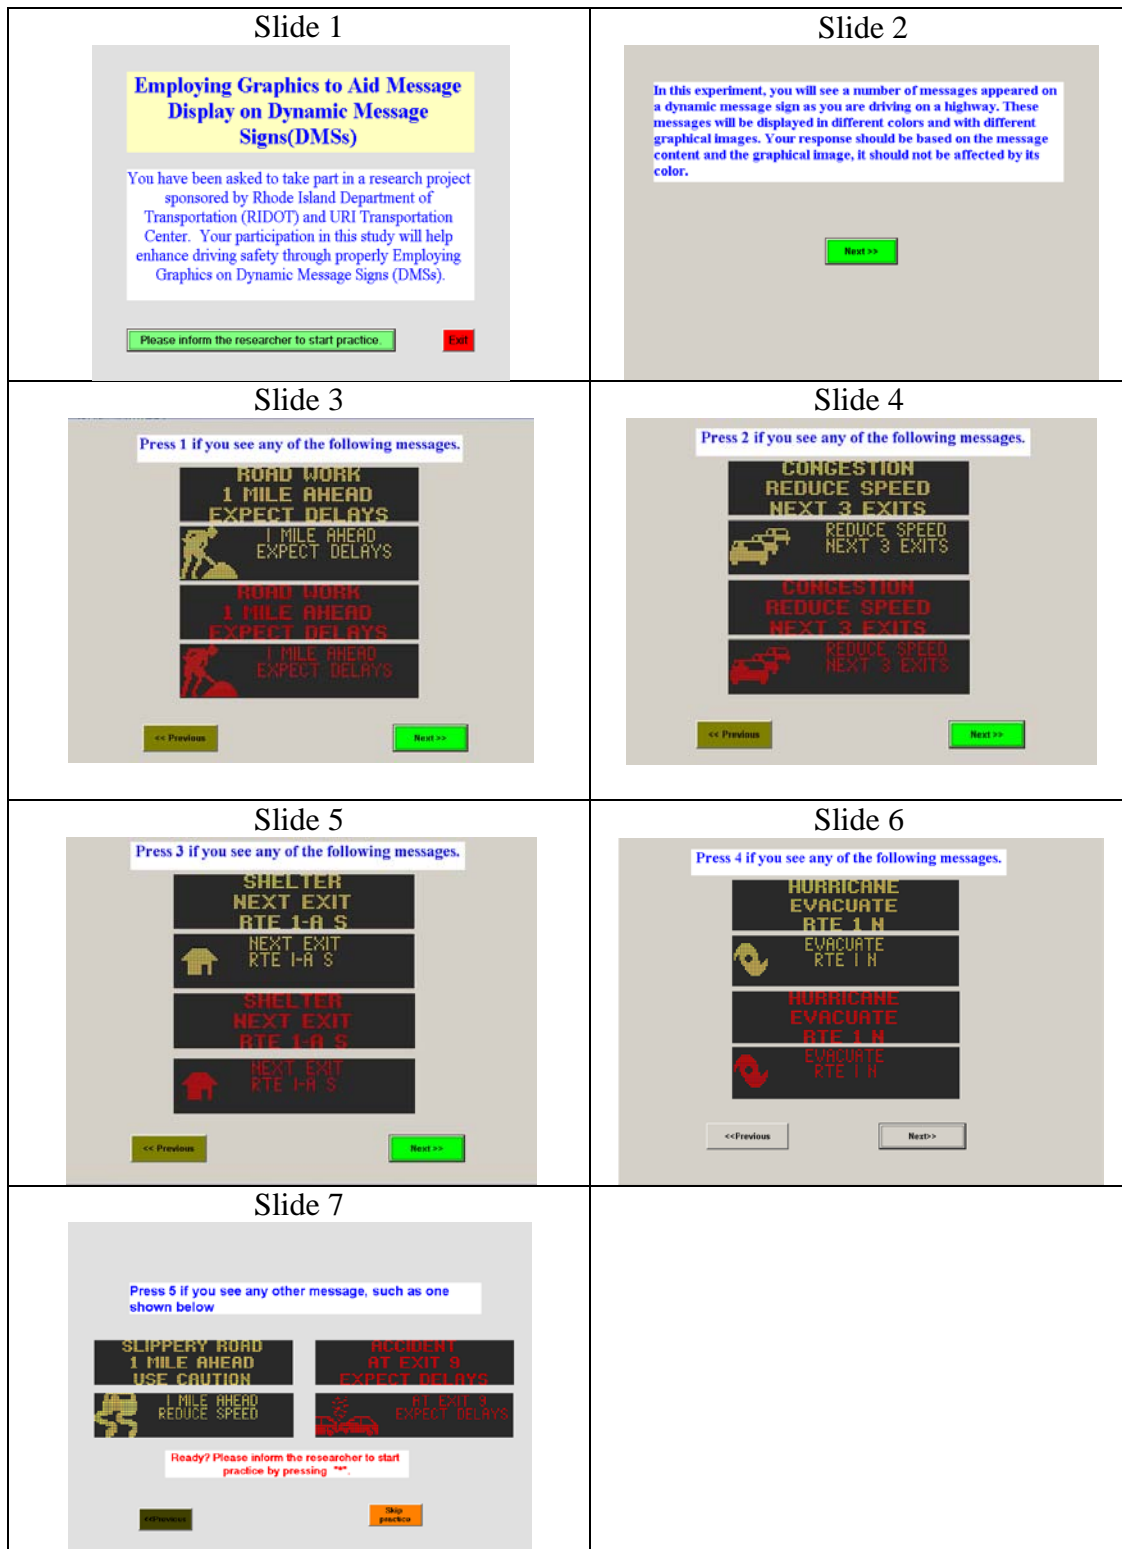 Slide 1
Employing Graphics to Aid Message
Display on Dynamic Message
Signs(DMSs)
You have been asked to take part in a research project
sponsored by Rhode Island Department of
Transportation (RIDOT) and URI Transportation
Center. Your participation in this study will help
enhance driving safety through properly Employing
Graphics on Dynamic Message Signs (DMSs).
Please inform the researcher to start practice.
Exit
Slide 2
In this experiment, you will see a number of messages appeared on
a dynamic message sign as you are driving on a highway. These
messages will be displayed in different colors and with different
graphical images. Your response should be based on the message
content and the graphical image, it should not be affected by its
color.
Next >>
Slide 3
Press 1 if you see any of the following messages.
ROAD WORK
1 MILE AHEAD
EXPECT DELAYS
1 MILE AHEAD
EXPECT DELAYS
ROAD WORK
1 MILE AHEAD
EXPECT DELAYS
1 MILE AHEAD
EXPECT DELAYS
<< Previous
Next >>
Slide 4
Press 2 if you see any of the following messages.
CONGESTION
REDUCE SPEED
NEXT 3 EXITS
REDUCE SPEED
NEXT 3 EXITS
CONGESTION
REDUCE SPEED
NEXT 3 EXITS
REDUCE SPEED
NEXT 3 EXITS
<< Previous
Next >>
Slide 5
Press 3 if you see any of the following messages.
SHELTER
NEXT EXIT
RTE 1-A S
NEXT EXIT
RTE 1-A S
SHELTER
NEXT EXIT
RTE 1-A S
NEXT EXIT
RTE 1-A S
<< Previous
Next >>
Slide 6
Press 4 if you see any of the following messages.
HURRICANE
EVACUATE
RTE 1 N
EVACUATE
RTE 1 N
HURRICANE
EVACUATE
RTE 1 N
EVACUATE
RTE 1 N
<<Previous
Next>>
Slide 7
Press 5 if you see any other message, such as one
shown below
SLIPPERY ROAD
1 MILE AHEAD
USE CAUTION
1 MILE AHEAD
REDUCE SPEED
ACCIDENT
AT EXIT 9
EXPECT DELAYS
AT EXIT 9
EXPECT DELAYS
Ready? Please inform the researcher to start
practice by pressing "*".
<<Previous
Skip
practice